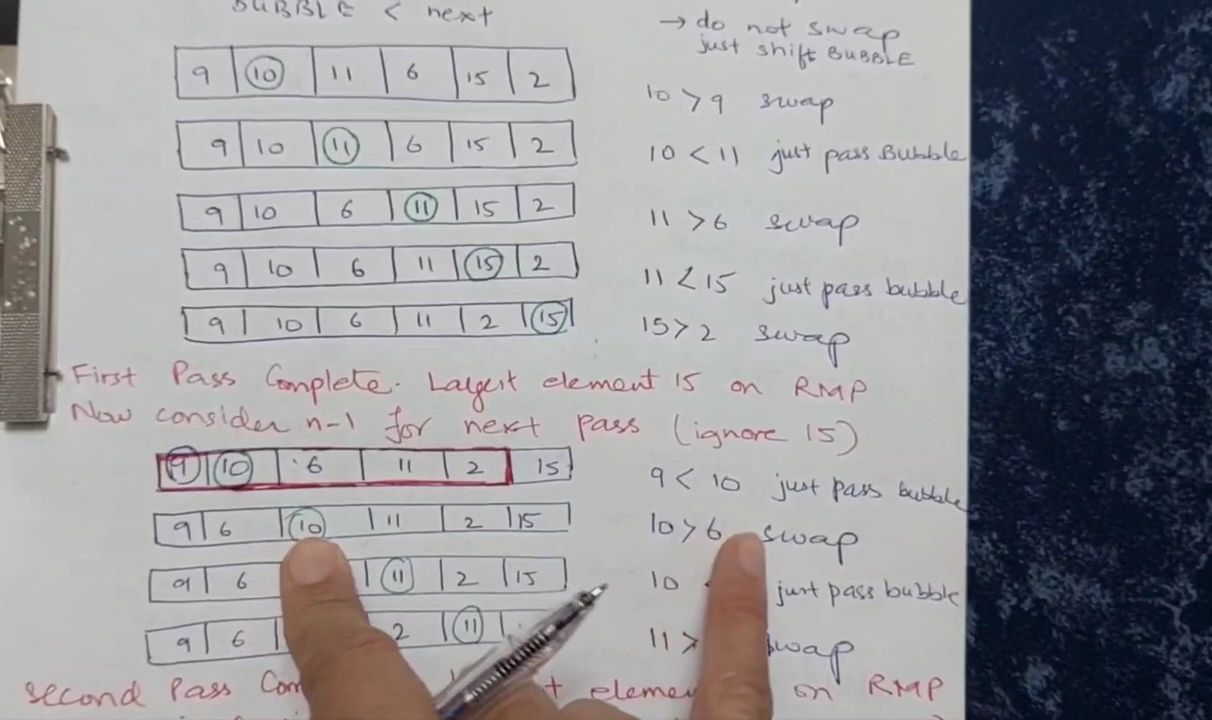 BUBBLE < next
→ do not swap
just shift BUBBLE
9 10 11 6 15 2 10 > 9 swap
9 10 11 6 15 2 10 < 11 just pass Bubble
9 10 6 11 15 2 11 > 6 swap
9 10 6 11 15 2 11 < 15 just pass bubble
9 10 6 11 2 15 15 > 2 swap
First Pass Complete. Largest element 15 on RMP
Now consider n-1 for next pass (ignore 15)
9 10 6 11 2 15 9 < 10 just pass bubble
9 6 10 11 2 15 10 > 6 swap
9 6 11 2 15 10 just pass bubble
9 6 2 11 11 > swap
Second Pass on RMP